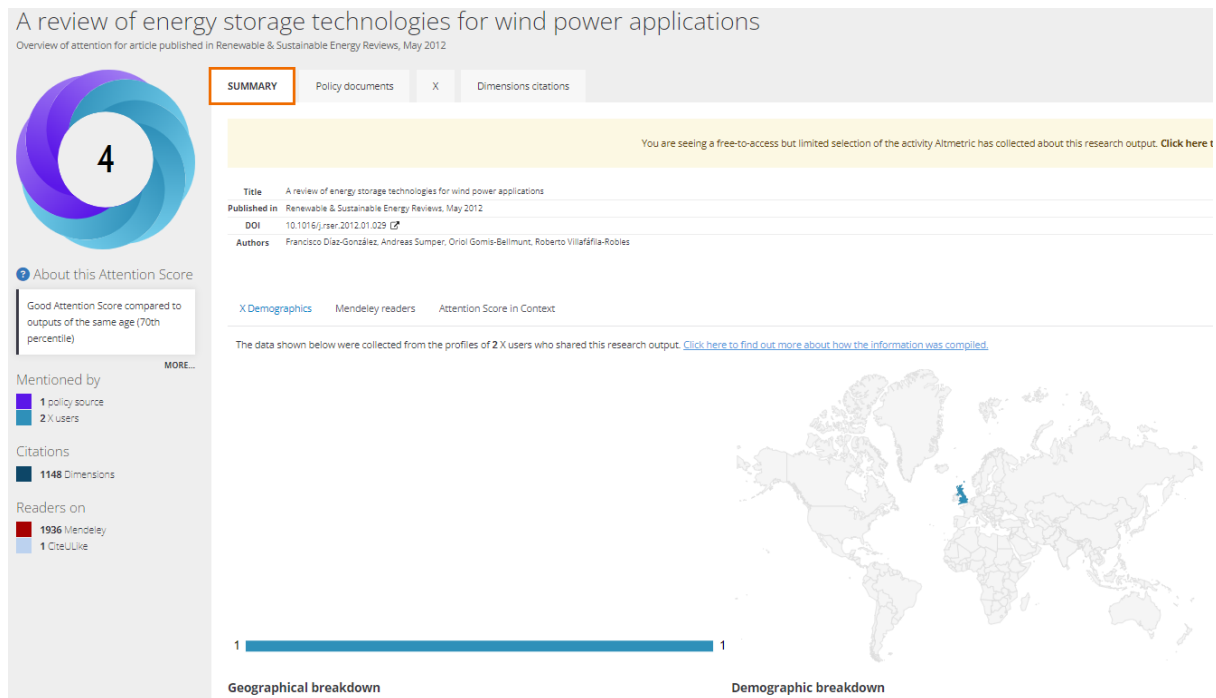 A review of energy storage technologies for wind power applications
Overview of attention for article published in Renewable & Sustainable Energy Reviews, May 2012
4
SUMMARY Policy documents X Dimensions citations
You are seeing a free-to-access but limited selection of the activity Altmetric has collected about this research output. Click here t
Title A review of energy storage technologies for wind power applications
Published in Renewable & Sustainable Energy Reviews, May 2012
DOI 10.1016/j.rser.2012.01.029
Authors Francisco Díaz-González, Andreas Sumper, Oriol Gomis-Bellmunt, Roberto Villafáfila-Robles
? About this Attention Score
Good Attention Score compared to
outputs of the same age (70th
percentile)
MORE...
Mentioned by
1 policy source
2 X users
Citations
1148 Dimensions
Readers on
1936 Mendeley
1 CiteULike
X Demographics Mendeley readers Attention Score in Context
The data shown below were collected from the profiles of 2 X users who shared this research output. Click here to find out more about how the information was compiled.
1 1
Geographical breakdown Demographic breakdown